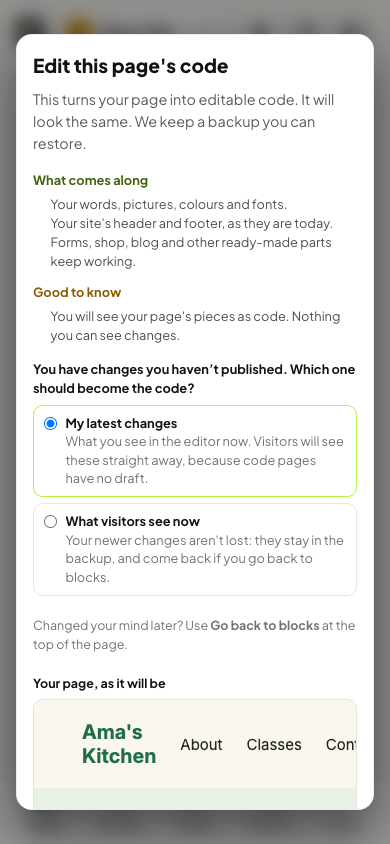 Edit this page's code
This turns your page into editable code. It will
look the same. We keep a backup you can
restore.
What comes along
Your words, pictures, colours and fonts.
Your site's header and footer, as they are today.
Forms, shop, blog and other ready-made parts
keep working.
Good to know
You will see your page's pieces as code. Nothing
you can see changes.
You have changes you haven’t published. Which one
should become the code?
My latest changes
What you see in the editor now. Visitors will see
these straight away, because code pages
have no draft.
What visitors see now
Your newer changes aren't lost: they stay in the
backup, and come back if you go back to
blocks.
Changed your mind later? Use Go back to blocks at the
top of the page.
Your page, as it will be
Ama's
Kitchen
About Classes